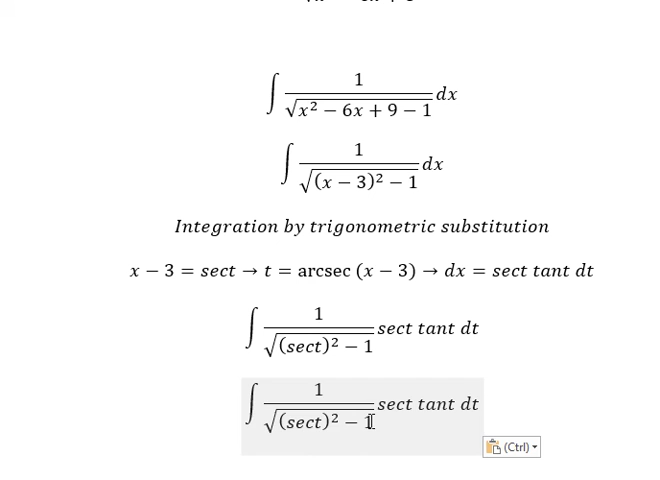 ∫ 1/√(x² − 6x + 9 − 1) dx
∫ 1/√((x − 3)² − 1) dx
Integration by trigonometric substitution
x − 3 = sect → t = arcsec (x − 3) → dx = sect tant dt
∫ 1/√((sect)² − 1) sect tant dt
∫ 1/√((sect)² − 1) sect tant dt
(Ctrl)